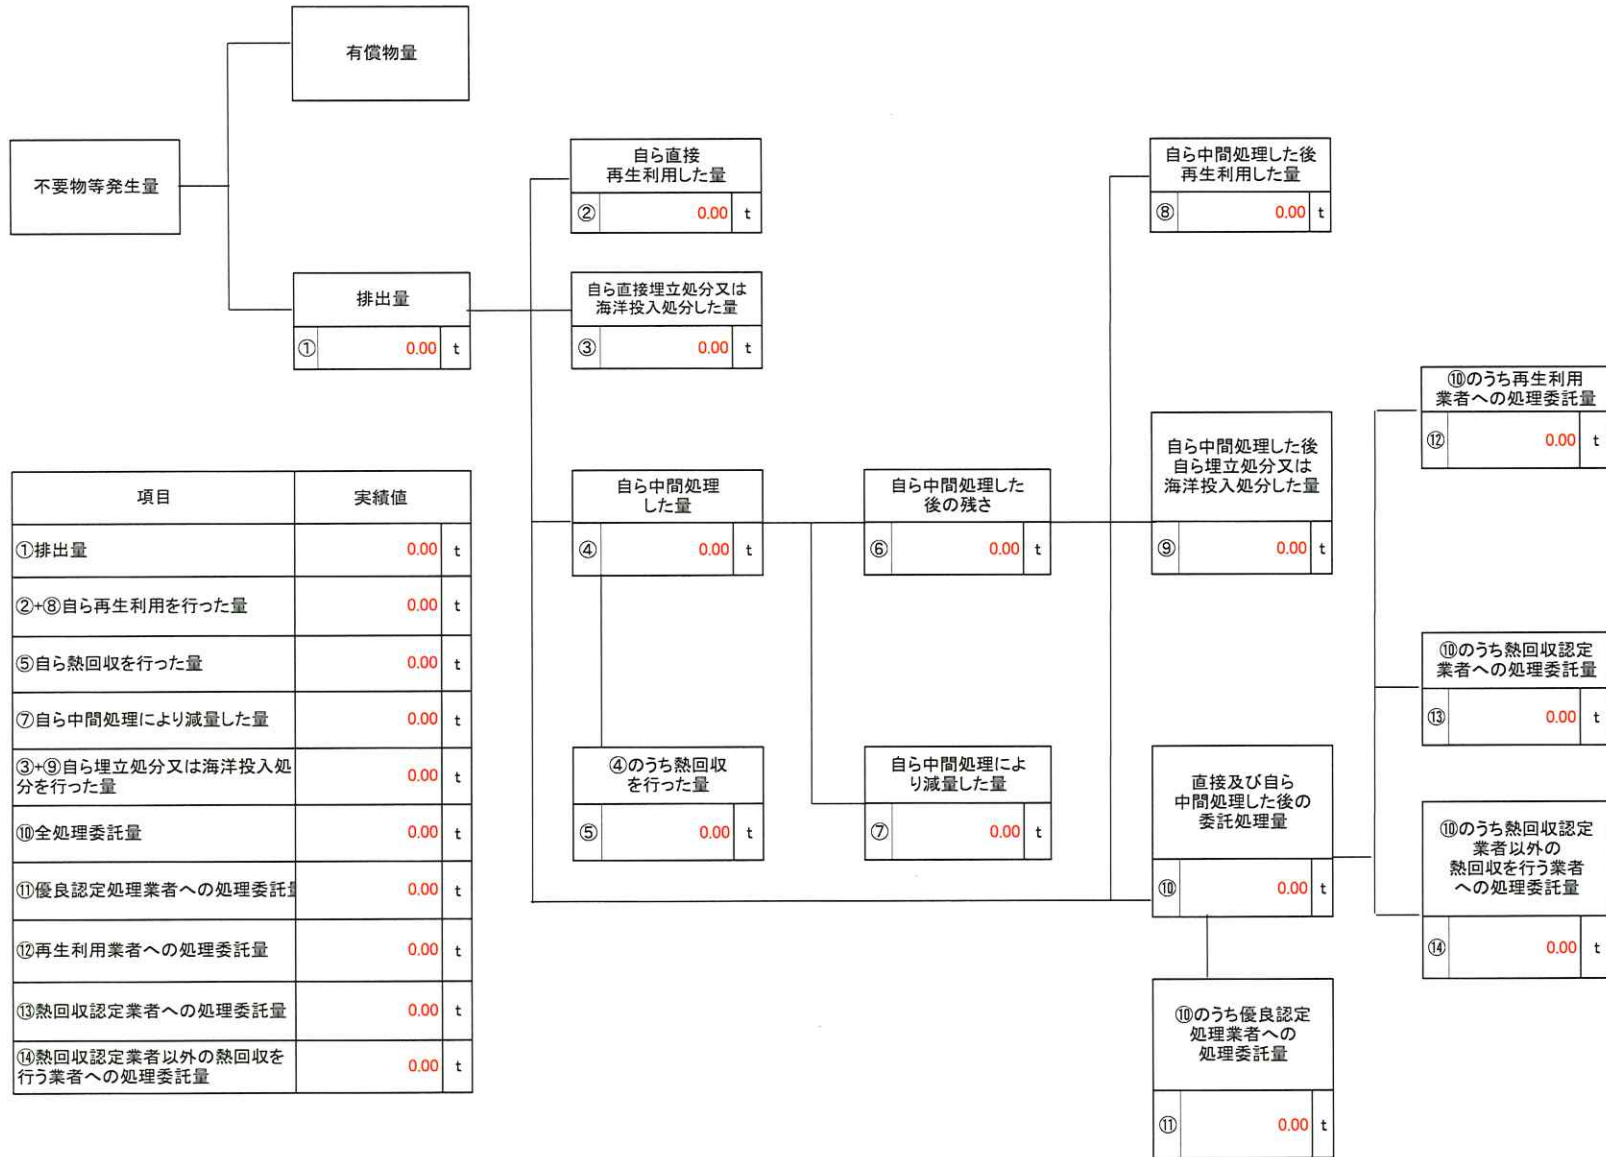 有償物量
不要物等発生量
排出量
① 0.00 t
自ら直接
再生利用した量
② 0.00 t
自ら直接埋立処分又は
海洋投入処分した量
③ 0.00 t
自ら中間処理
した量
④ 0.00 t
④のうち熱回収
を行った量
⑤ 0.00 t
自ら中間処理した
後の残さ
⑥ 0.00 t
自ら中間処理によ
り減量した量
⑦ 0.00 t
自ら中間処理した後
再生利用した量
⑧ 0.00 t
自ら中間処理した後
自ら埋立処分又は
海洋投入処分した量
⑨ 0.00 t
直接及び自ら
中間処理した後の
委託処理量
⑩ 0.00 t
⑩のうち優良認定
処理業者への
処理委託量
⑪ 0.00 t
⑩のうち再生利用
業者への処理委託量
⑫ 0.00 t
⑩のうち熱回収認定
業者への処理委託量
⑬ 0.00 t
⑩のうち熱回収認定
業者以外の
熱回収を行う業者
への処理委託量
⑭ 0.00 t
項目 実績値
①排出量 0.00 t
②+⑧自ら再生利用を行った量 0.00 t
⑤自ら熱回収を行った量 0.00 t
⑦自ら中間処理により減量した量 0.00 t
③+⑨自ら埋立処分又は海洋投入処
分を行った量 0.00 t
⑩全処理委託量 0.00 t
⑪優良認定処理業者への処理委託量 0.00 t
⑫再生利用業者への処理委託量 0.00 t
⑬熱回収認定業者への処理委託量 0.00 t
⑭熱回収認定業者以外の熱回収を
行う業者への処理委託量 0.00 t